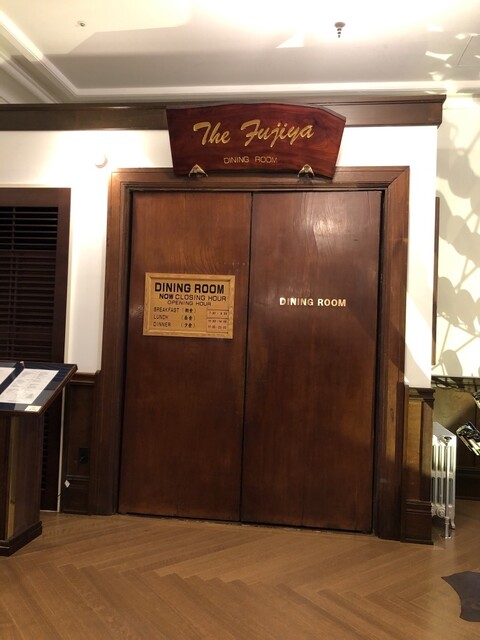 The Fujiya
DINING ROOM
DINING ROOM
NOW CLOSING HOUR
OPENING HOUR
BREAKFAST
LUNCH
DINNER
DINING ROOM